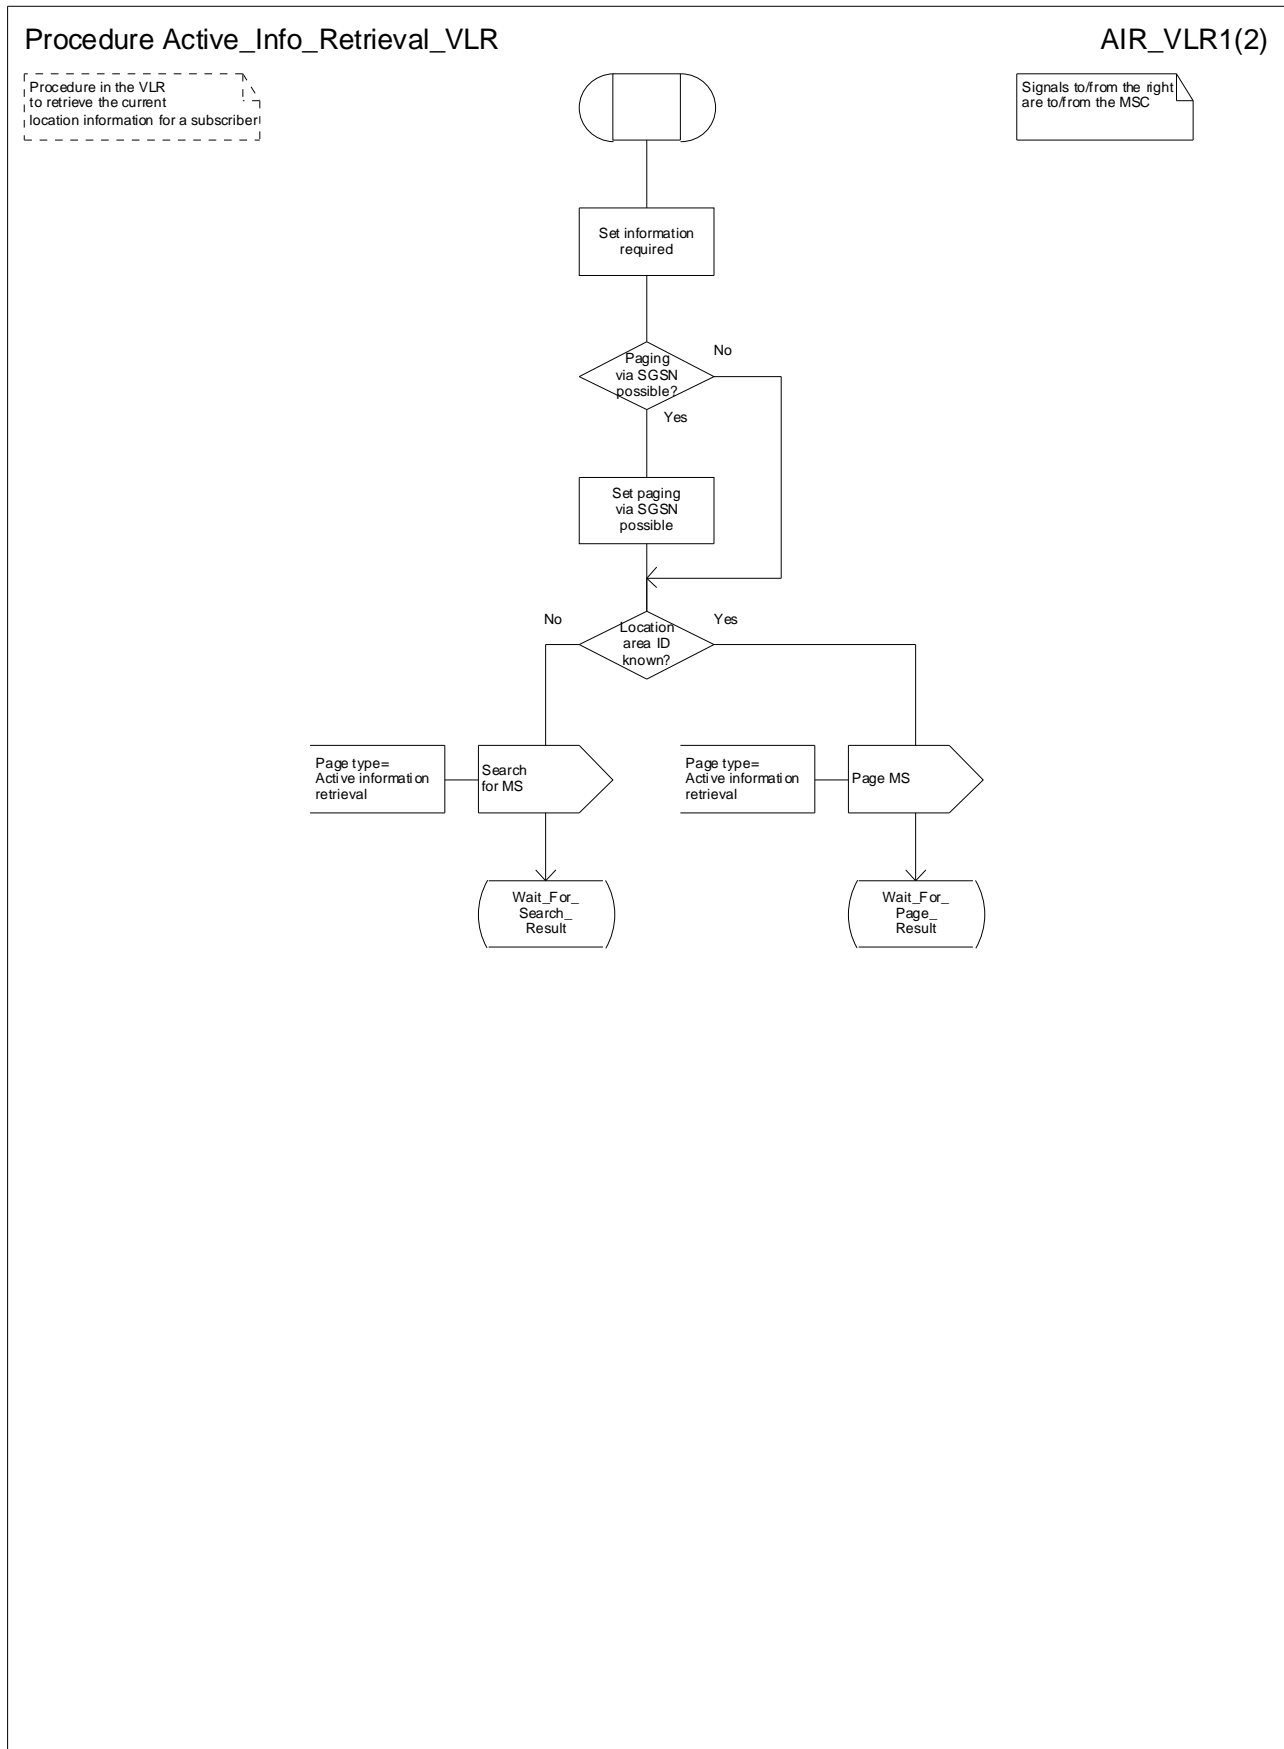 Procedure Active_Info_Retrieval_VLR
AIR_VLR1(2)
Procedure in the VLR
to retrieve the current
location information for a subscriber
Signals to/from the right
are to/from the MSC
Set information
required
Paging
via SGSN
possible?
No
Yes
Set paging
via SGSN
possible
No
Location
area ID
known?
Yes
Page type=
Active information
retrieval
Search
for MS
Page type=
Active information
retrieval
Page MS
Wait_For_
Search_
Result
Wait_For_
Page_
Result